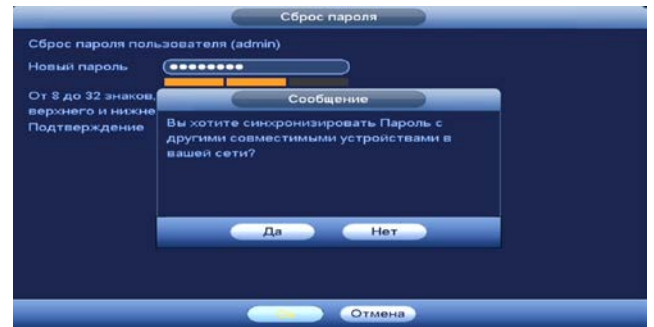 Сброс пароля
Сброс пароля пользователя (admin)
Новый пароль
От 8 до 32 знаков,
верхнего и нижне
Подтверждение
Сообщение
Вы хотите синхронизировать Пароль с
другими совместимыми устройствами в
вашей сети?
Да Нет
Отмена